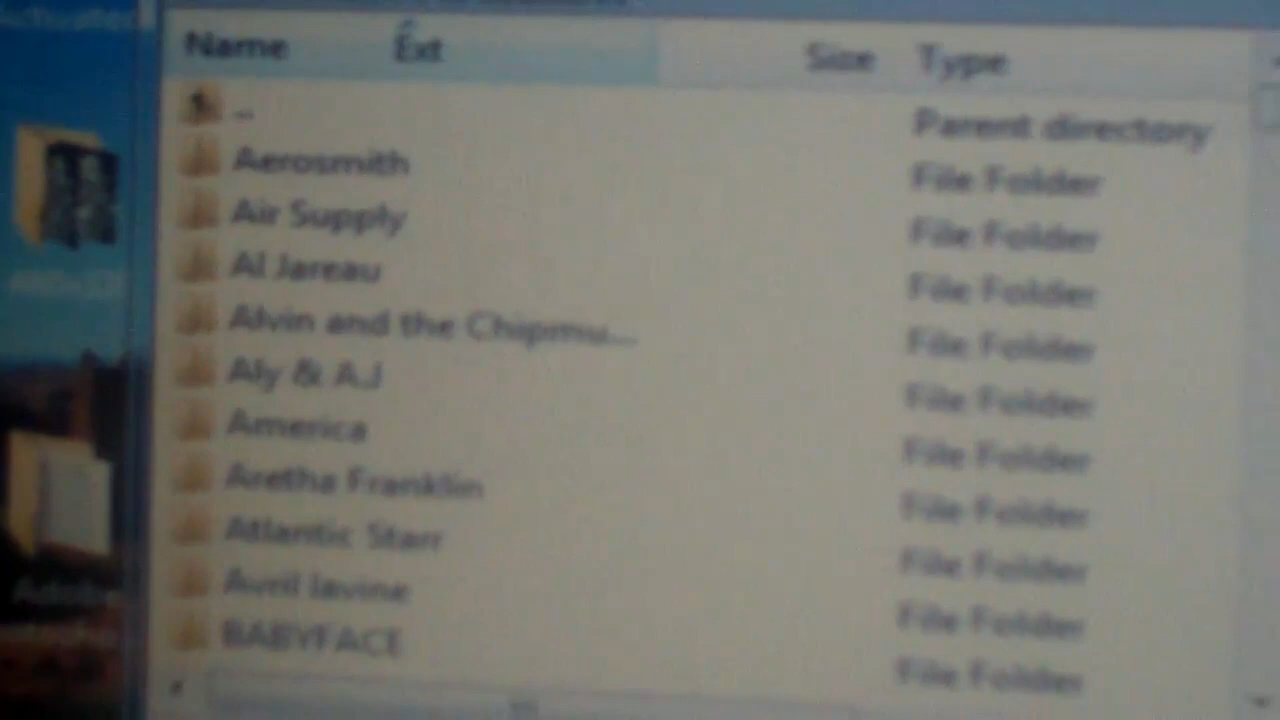 Name Ext Size Type
.. Parent directory
Aerosmith File Folder
Air Supply File Folder
Al Jareau File Folder
Alvin and the Chipmu... File Folder
Aly & AJ File Folder
America File Folder
Aretha Franklin File Folder
Atlantic Starr File Folder
Avril lavine File Folder
BABYFACE File Folder